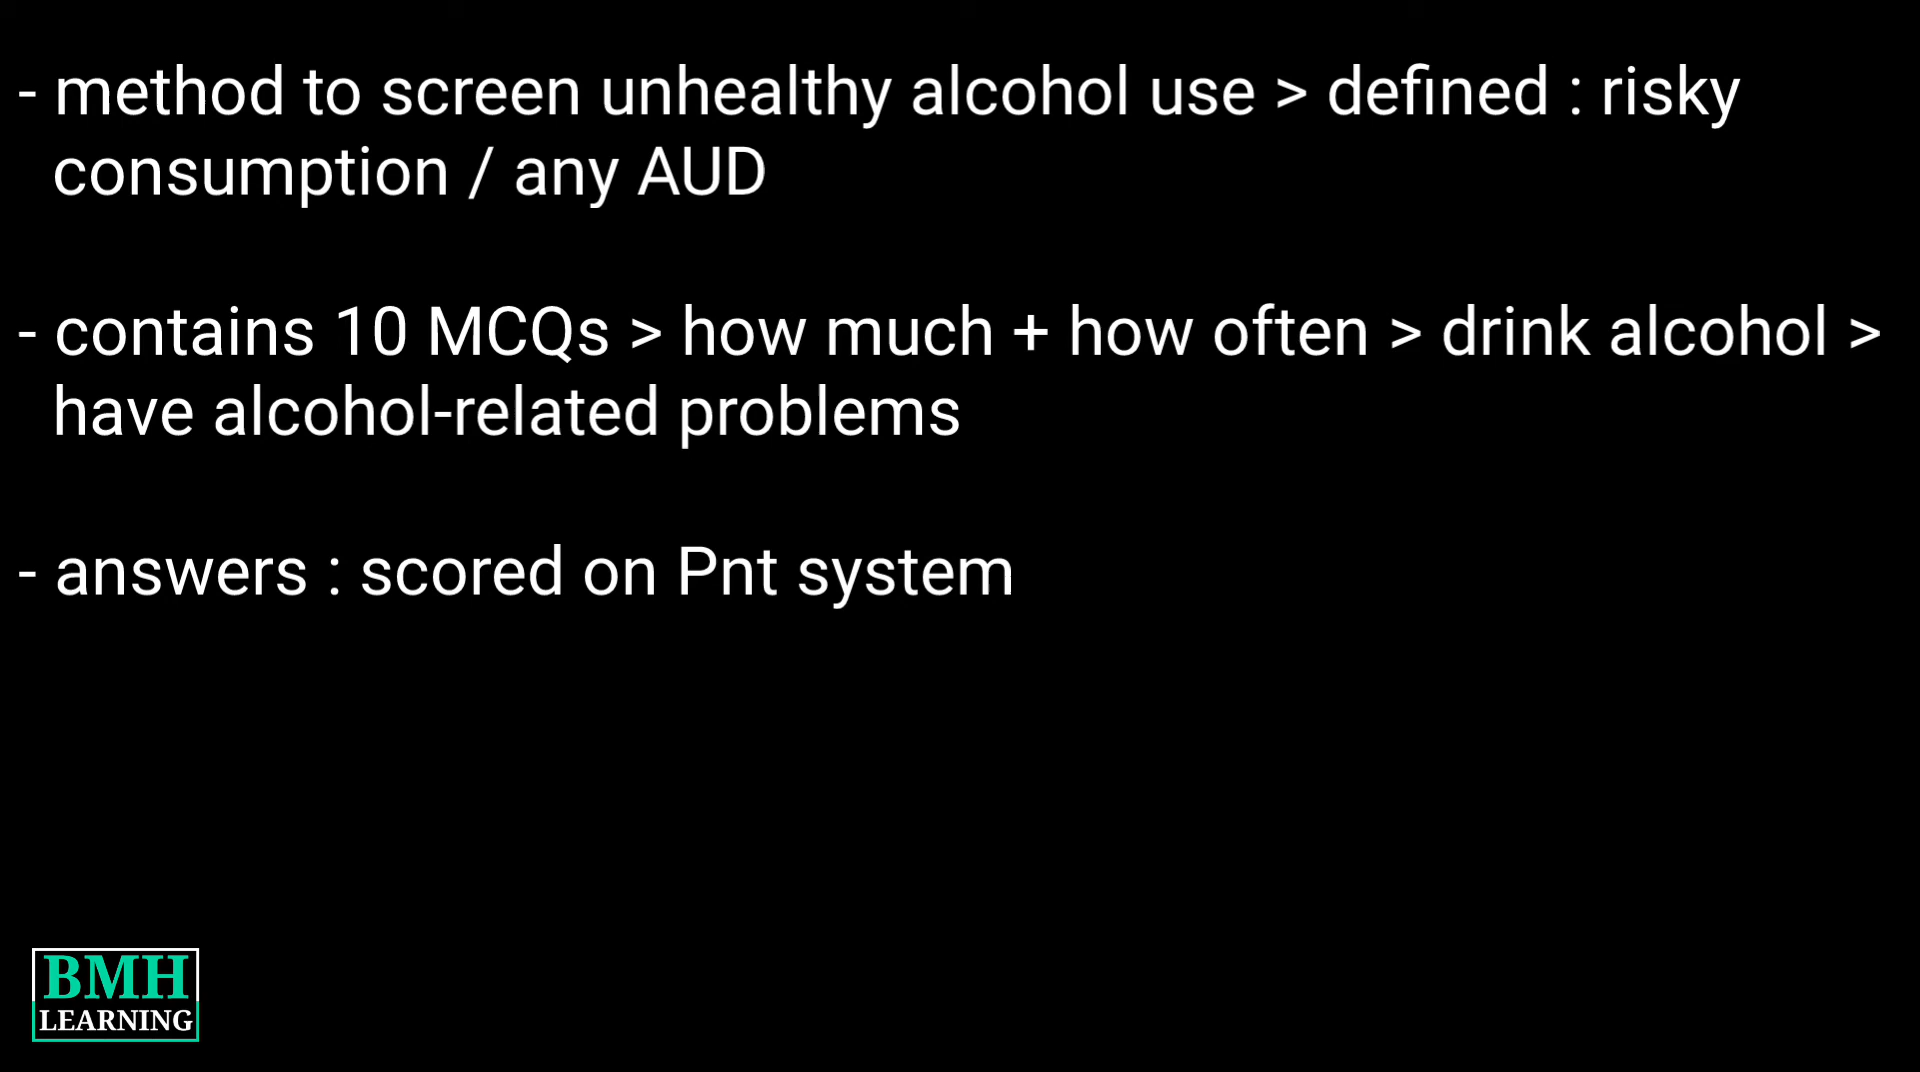 - method to screen unhealthy alcohol use > defined : risky
consumption / any AUD
- contains 10 MCQs > how much + how often > drink alcohol >
have alcohol-related problems
- answers : scored on Pnt system
BMH
LEARNING